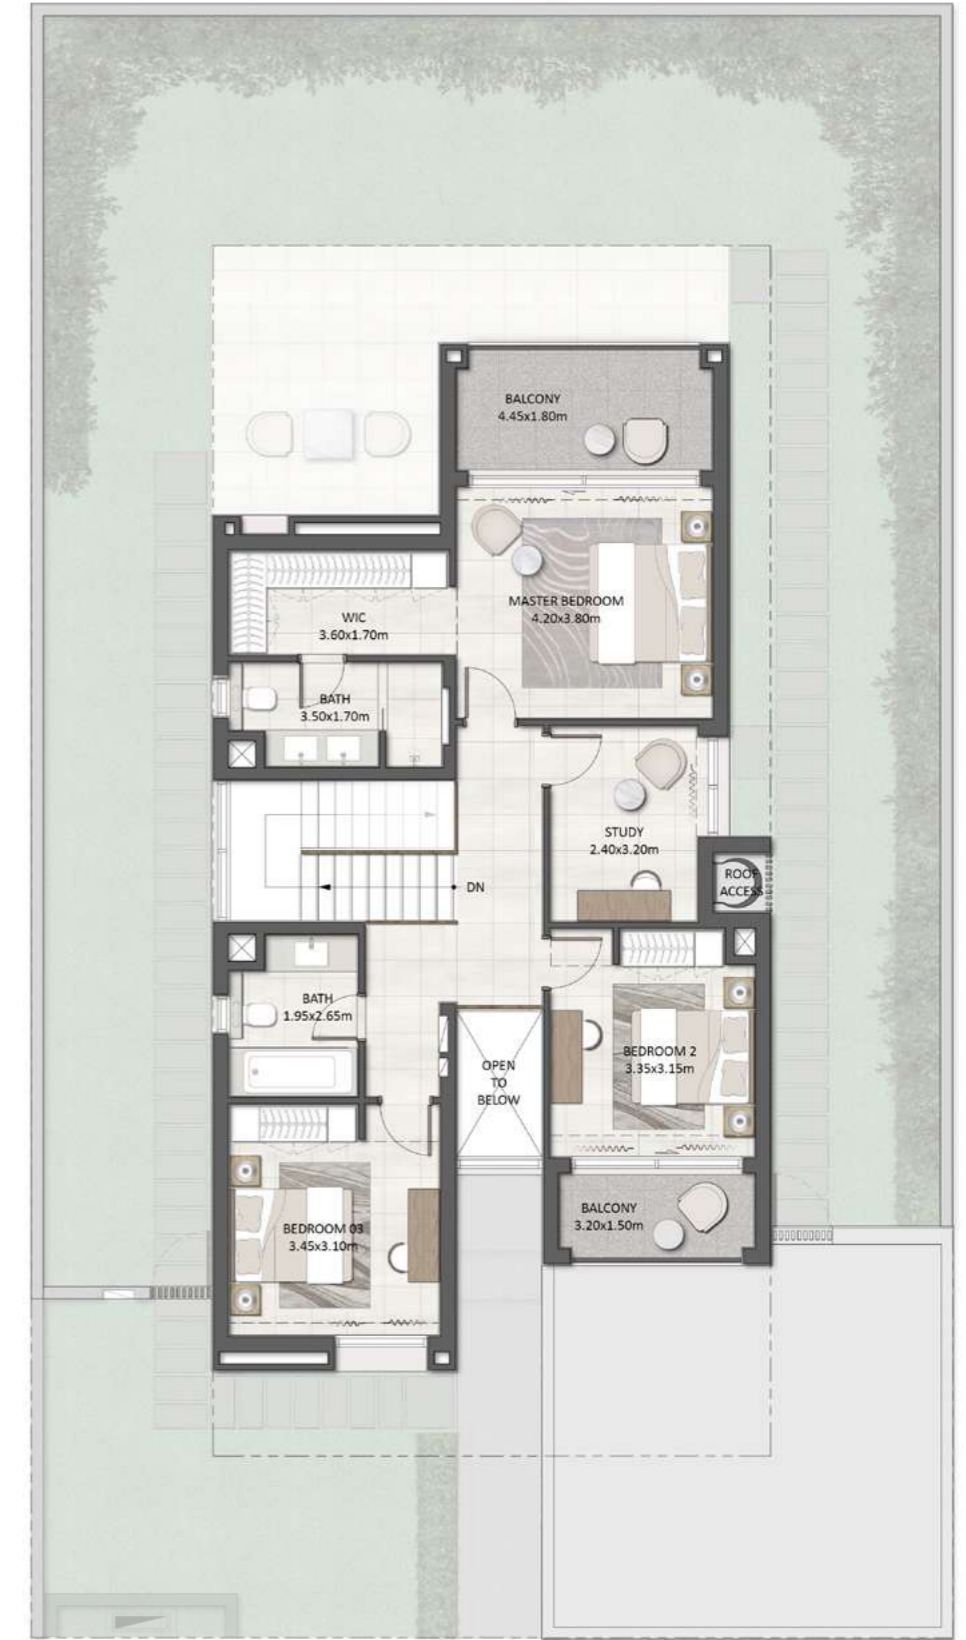 BALCONY
4.45x1.80m
MASTER BEDROOM
4.20x3.80m
WIC
3.60x1.70m
BATH
3.50x1.70m
STUDY
2.40x3.20m
ROOF
ACCESS
DN
BATH
1.95x2.65m
BEDROOM 2
3.35x3.15m
OPEN
TO
BELOW
BALCONY
3.20x1.50m
BEDROOM 03
3.45x3.10m